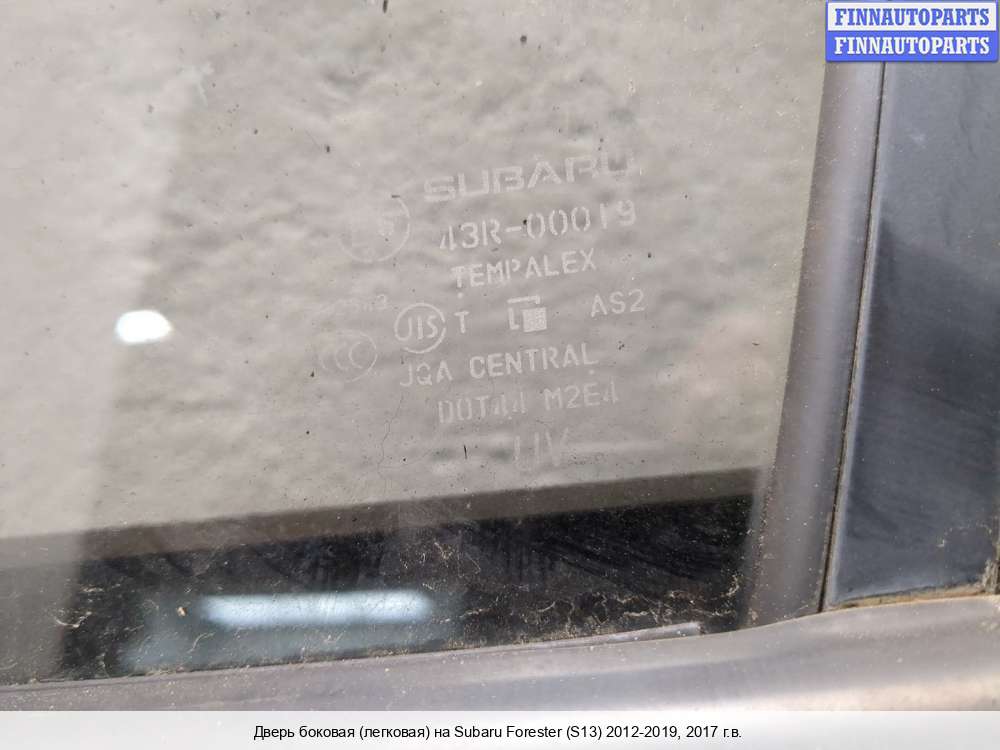 FINNAUTOPARTS
FINNAUTOPARTS
SUBARU
43R-00019
TEMPALEX
JIS T AS2
CCC
JQA CENTRAL
DOT44 M2E4
UV
Дверь боковая (легковая) на Subaru Forester (S13) 2012-2019, 2017 г.в.